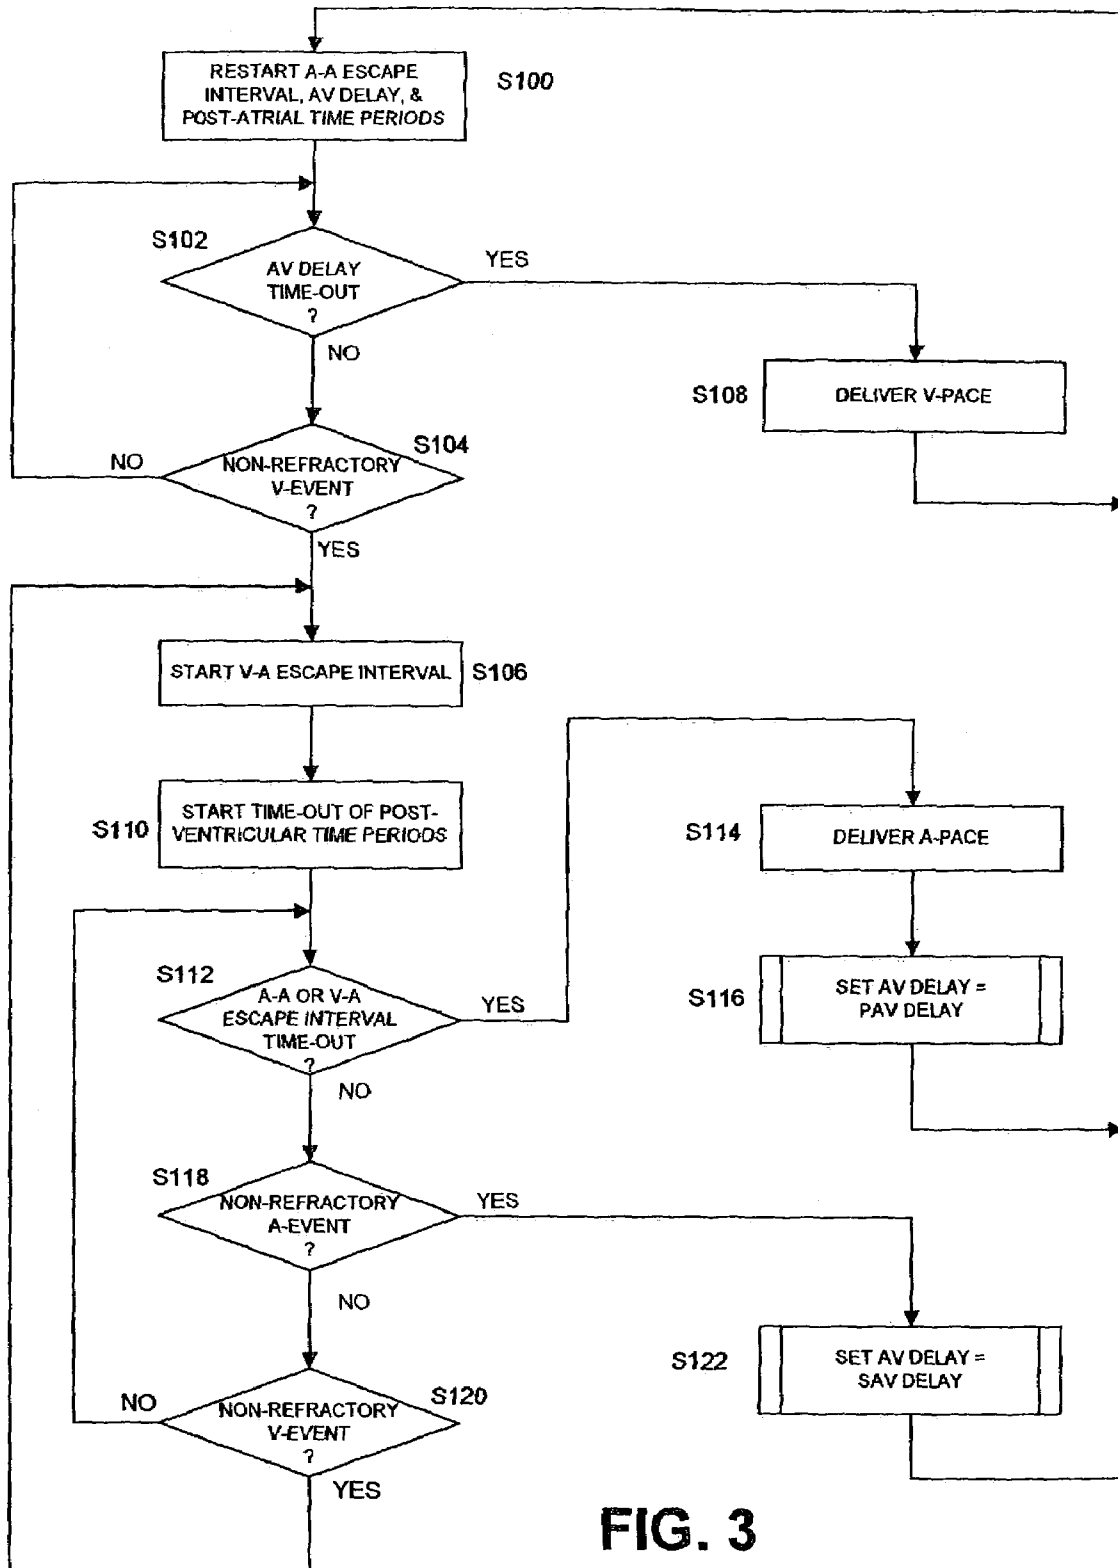 RESTART A-A ESCAPE
INTERVAL, AV DELAY, &
POST-ATRIAL TIME PERIODS
S100
S102
AV DELAY
TIME-OUT
?
YES
NO
S108
DELIVER V-PACE
S104
NON-REFRACTORY
V-EVENT
?
NO
YES
START V-A ESCAPE INTERVAL
S106
S110
START TIME-OUT OF POST-
VENTRICULAR TIME PERIODS
S114
DELIVER A-PACE
S112
A-A OR V-A
ESCAPE INTERVAL
TIME-OUT
?
YES
NO
S116
SET AV DELAY =
PAV DELAY
S118
NON-REFRACTORY
A-EVENT
?
YES
NO
S122
SET AV DELAY =
SAV DELAY
S120
NO
NON-REFRACTORY
V-EVENT
?
YES
FIG. 3